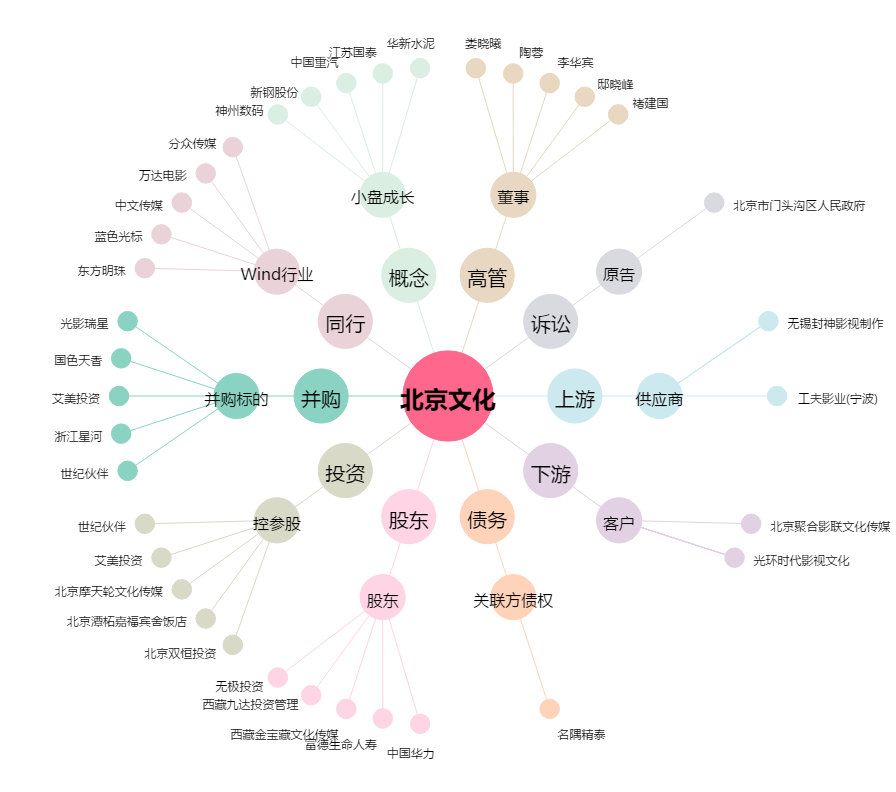 华新水泥
江苏国泰
中国重汽
新钢股份
神州数码
小盘成长
概念
娄晓曦
陶蓉
李华宾
邸晓峰
褚建国
董事
高管
北京市门头沟区人民政府
原告
诉讼
无锡封神影视制作
工夫影业(宁波)
供应商
上游
北京聚合影联文化传媒
光环时代影视文化
客户
下游
名隅精泰
关联方债权
债务
中国华力
富德生命人寿
西藏金宝藏文化传媒
西藏九达投资管理
无极投资
股东
股东
北京双恒投资
北京潭柘嘉福宾舍饭店
北京摩天轮文化传媒
艾美投资
世纪伙伴
控参股
投资
世纪伙伴
浙江星河
艾美投资
国色天香
光影瑞星
并购标的
并购
东方明珠
蓝色光标
中文传媒
万达电影
分众传媒
Wind行业
同行
北京文化